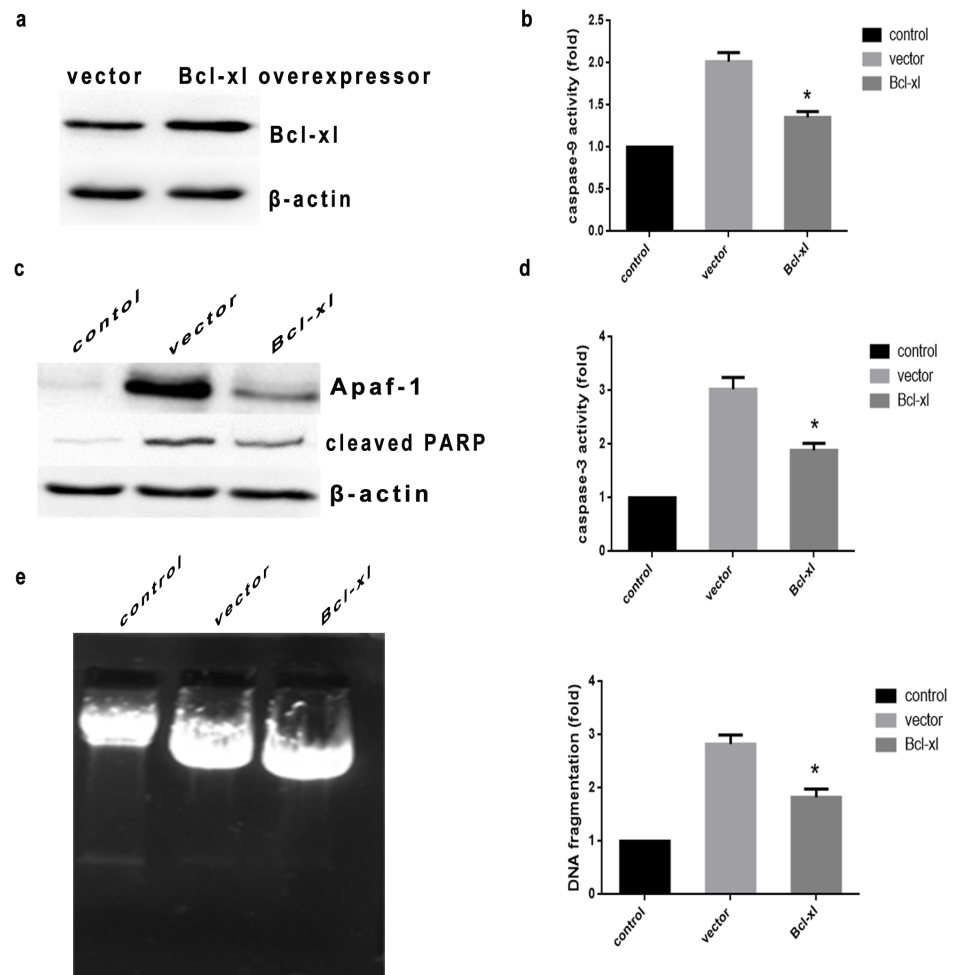 a
vector Bcl-xl overexpressor
Bcl-xl
β-actin
b
caspase-9 activity (fold)
2.5
2.0
1.5
1.0
0.5
0.0
*
control
vector
Bcl-xl
control
vector
Bcl-xl
c
contol
vector
Bcl-xl
Apaf-1
cleaved PARP
β-actin
d
caspase-3 activity (fold)
4
3
2
1
0
*
control
vector
Bcl-xl
control
vector
Bcl-xl
e
control
vector
Bcl-xl
DNA fragmentation (fold)
4
3
2
1
0
*
control
vector
Bcl-xl
control
vector
Bcl-xl